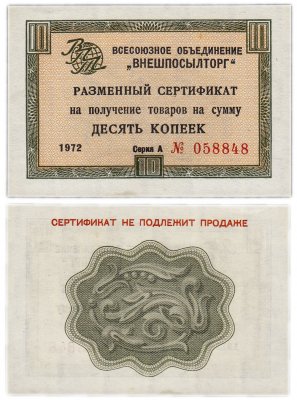 10 10
ВПТ
ВСЕСОЮЗНОЕ ОБЪЕДИНЕНИЕ
„ВНЕШПОСЫЛТОРГ"
РАЗМЕННЫЙ СЕРТИФИКАТ
на получение товаров на сумму
ДЕСЯТЬ КОПЕЕК
1972 Серия А № 058848
10
СЕРТИФИКАТ НЕ ПОДЛЕЖИТ ПРОДАЖЕ